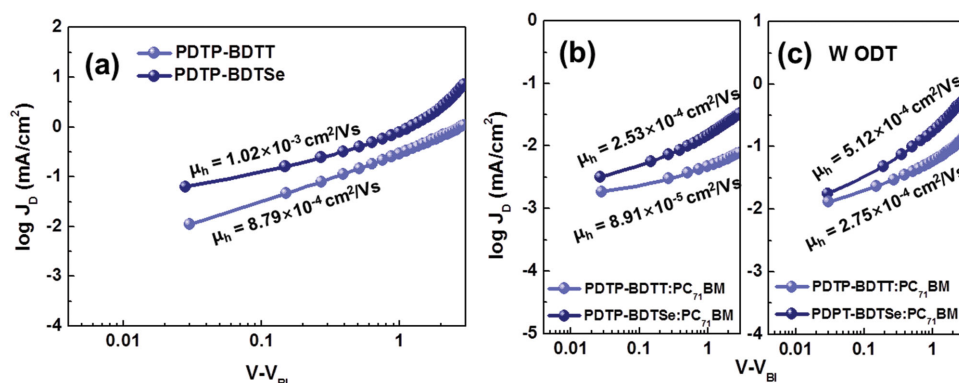 (a)
PDTP-BDTT
PDTP-BDTSe
μh = 1.02×10-3 cm2/Vs
μh = 8.79×10-4 cm2/Vs
log JD (mA/cm2)
2
1
0
-1
-2
-3
-4
0.01 0.1 1
V-VBI
(b)
μh = 2.53×10-4 cm2/Vs
μh = 8.91×10-5 cm2/Vs
PDTP-BDTT:PC71BM
PDTP-BDTSe:PC71BM
log JD (mA/cm2)
0
-1
-2
-3
-4
-5
0.01 0.1 1
(c) W ODT
μh = 5.12×10-4 cm2/Vs
μh = 2.75×10-4 cm2/Vs
PDTP-BDTT:PC71BM
PDPT-BDTSe:PC71BM
1
0
-1
-2
-3
-4
0.01 0.1 1
V-VBI